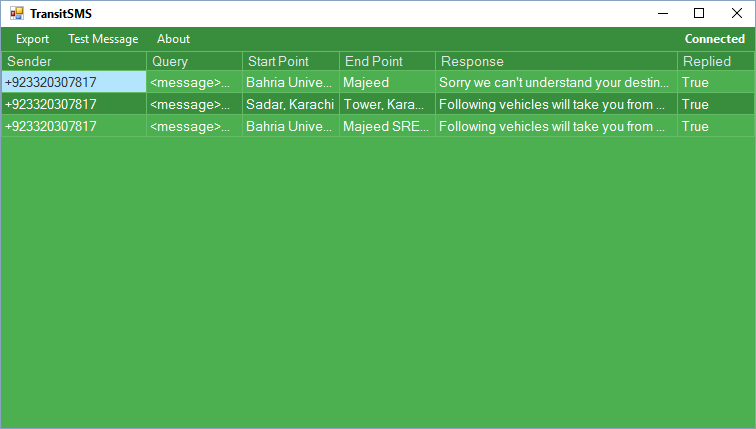 TransitSMS
Export Test Message About Connected
Sender Query Start Point End Point Response Replied
+923320307817 <message>... Bahria Unive... Majeed Sorry we can't understand your destin... True
+923320307817 <message>... Sadar, Karachi Tower, Kara... Following vehicles will take you from ... True
+923320307817 <message>... Bahria Unive... Majeed SRE... Following vehicles will take you from ... True